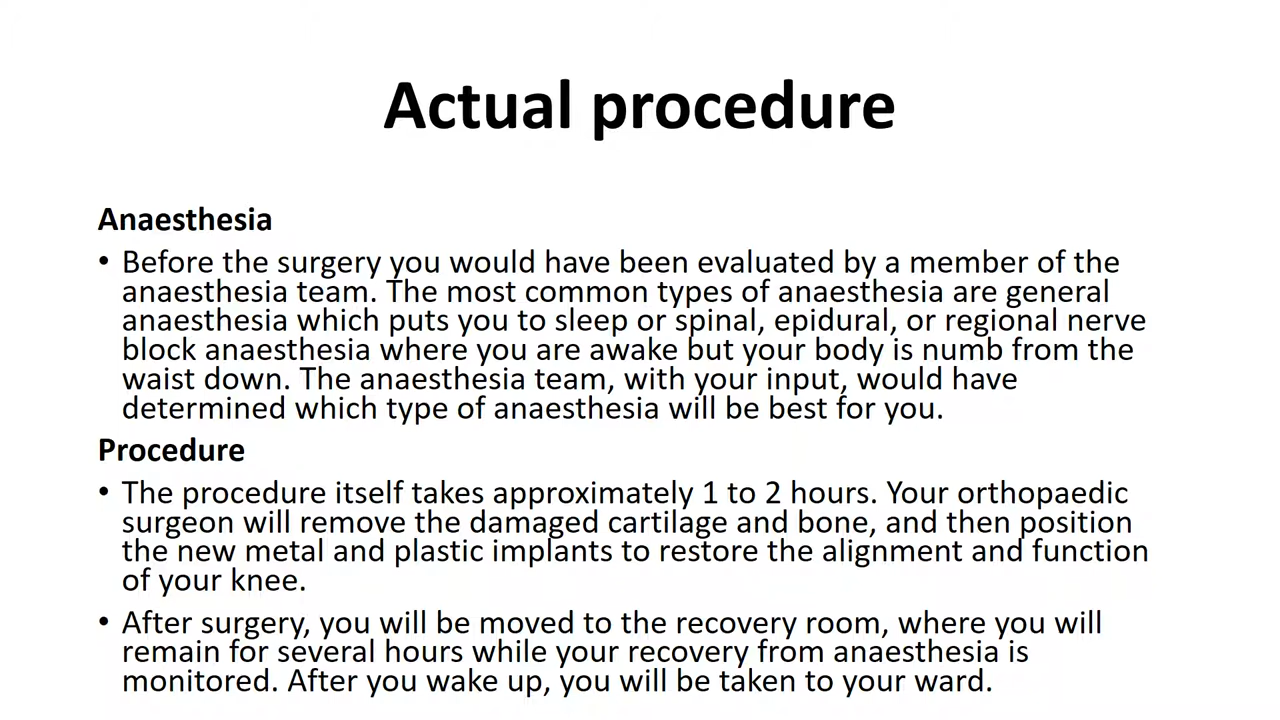 Actual procedure
Anaesthesia
• Before the surgery you would have been evaluated by a member of the
anaesthesia team. The most common types of anaesthesia are general
anaesthesia which puts you to sleep or spinal, epidural, or regional nerve
block anaesthesia where you are awake but your body is numb from the
waist down. The anaesthesia team, with your input, would have
determined which type of anaesthesia will be best for you.
Procedure
• The procedure itself takes approximately 1 to 2 hours. Your orthopaedic
surgeon will remove the damaged cartilage and bone, and then position
the new metal and plastic implants to restore the alignment and function
of your knee.
• After surgery, you will be moved to the recovery room, where you will
remain for several hours while your recovery from anaesthesia is
monitored. After you wake up, you will be taken to your ward.